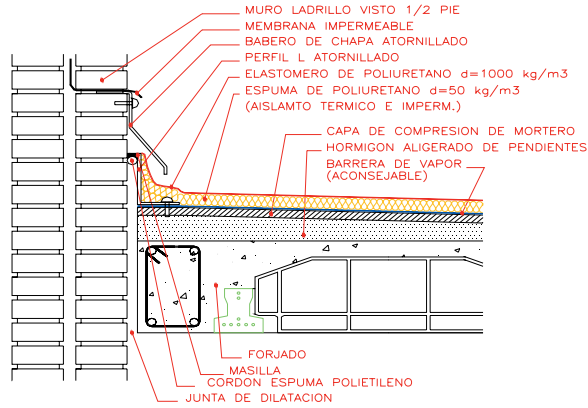 MURO LADRILLO VISTO 1/2 PIE
MEMBRANA IMPERMEABLE
BABERO DE CHAPA ATORNILLADO
PERFIL L ATORNILLADO
ELASTOMERO DE POLIURETANO d=1000 kg/m3
ESPUMA DE POLIURETANO d=50 kg/m3
(AISLAMTO TERMICO E IMPERM.)
CAPA DE COMPRESION DE MORTERO
HORMIGON ALIGERADO DE PENDIENTES
BARRERA DE VAPOR
(ACONSEJABLE)
FORJADO
MASILLA
CORDON ESPUMA POLIETILENO
JUNTA DE DILATACION